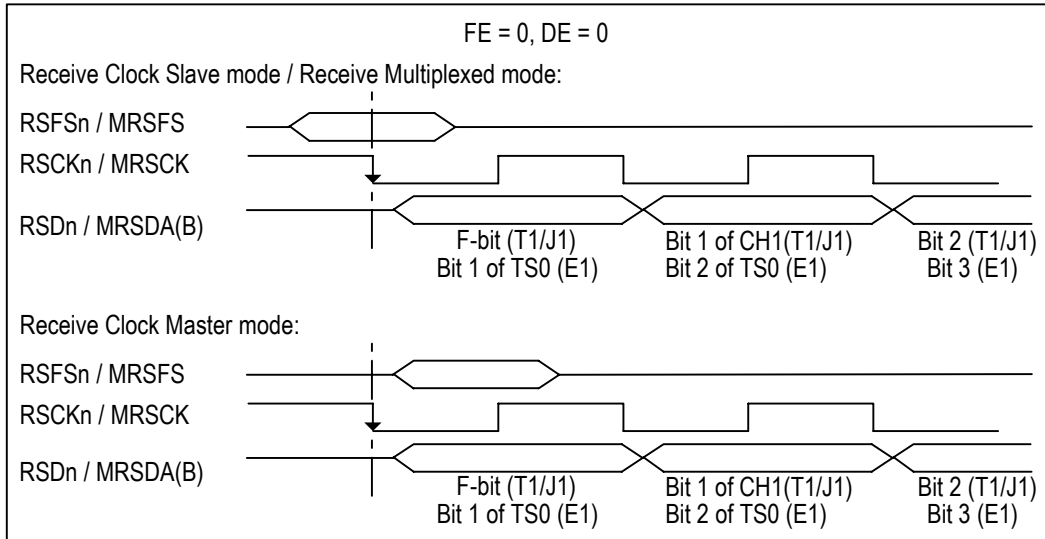 FE = 0, DE = 0
Receive Clock Slave mode / Receive Multiplexed mode:
RSFSn / MRSFS
RSCKn / MRSCK
RSDn / MRSDA(B)
F-bit (T1/J1)
Bit 1 of TS0 (E1)
Bit 1 of CH1(T1/J1)
Bit 2 of TS0 (E1)
Bit 2 (T1/J1)
Bit 3 (E1)
Receive Clock Master mode:
RSFSn / MRSFS
RSCKn / MRSCK
RSDn / MRSDA(B)
F-bit (T1/J1)
Bit 1 of TS0 (E1)
Bit 1 of CH1(T1/J1)
Bit 2 of TS0 (E1)
Bit 2 (T1/J1)
Bit 3 (E1)